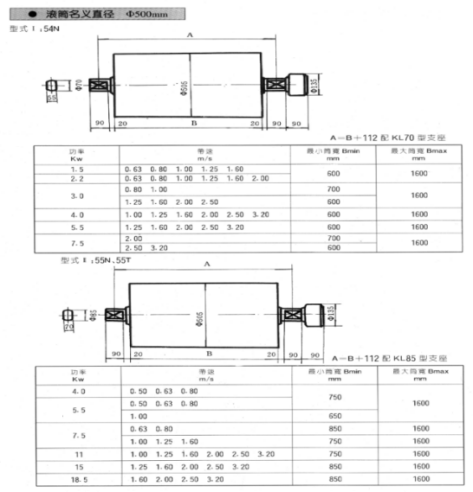 ● 滚筒名义直径 Φ500mm
型式 I :54N
A
Φ70
Φ505
Φ135
90 20 B 20 90 90
A-B+112 配 KL70 型支座
功率 Kw 带速 m/s 最小筒宽 Bmin mm 最大筒宽 Bmax mm
1.5 0.63 0.80 1.00 1.25 1.60 600 1600
2.2 0.63 0.80 1.00 1.25 1.60 2.00
3.0 0.80 1.00 700 1600
1.25 1.60 2.00 2.50 600
4.0 1.00 1.25 1.60 2.00 2.50 3.20 600 1600
5.5 1.25 1.60 2.00 2.50 3.20 600 1600
7.5 2.00 700 1600
2.50 3.20 600
型式 II :55N.55T
A
Φ85
Φ505
Φ135
70
90 20 B 20 90 90
A-B+112 配 KL85 型支座
功率 Kw 带速 m/s 最小筒宽 Bmin mm 最大筒宽 Bmax mm
4.0 0.50 0.63 0.80 750 1600
5.5 0.50 0.63 0.80
1.00 650
7.5 0.63 0.80 850 1600
1.00 1.25 1.60 750 1600
11 1.00 1.25 1.60 2.00 2.50 3.20 750 1600
15 1.25 1.60 2.00 2.50 3.20 850 1600
18.5 1.60 2.00 2.50 3.20 850 1600